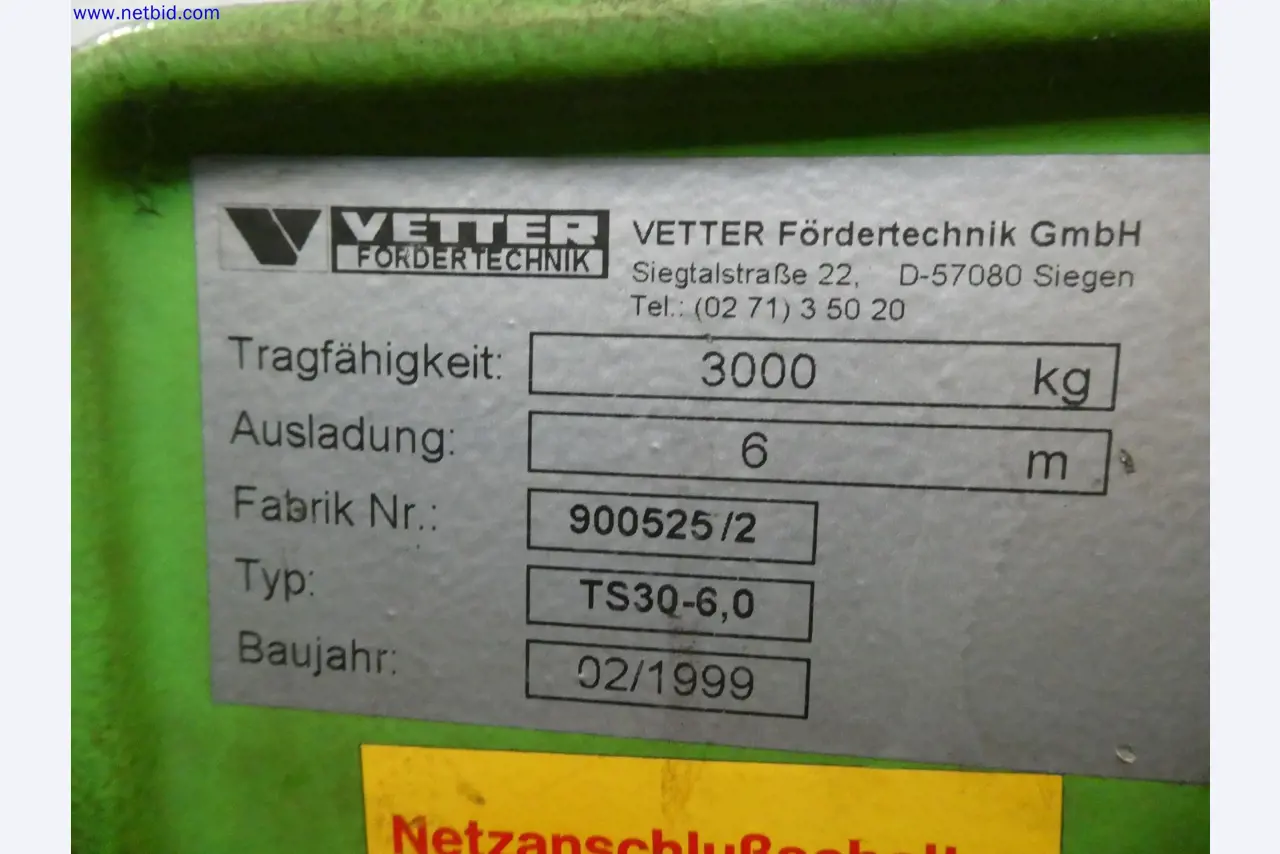 www.netbid.com
VETTER
FÖRDERTECHNIK
VETTER Fördertechnik GmbH
Siegtalstraße 22, D-57080 Siegen
Tel.: (02 71) 3 50 20
Tragfähigkeit: 3000 kg
Ausladung: 6 m
Fabrik Nr.: 900525/2
Typ: TS30-6,0
Baujahr: 02/1999